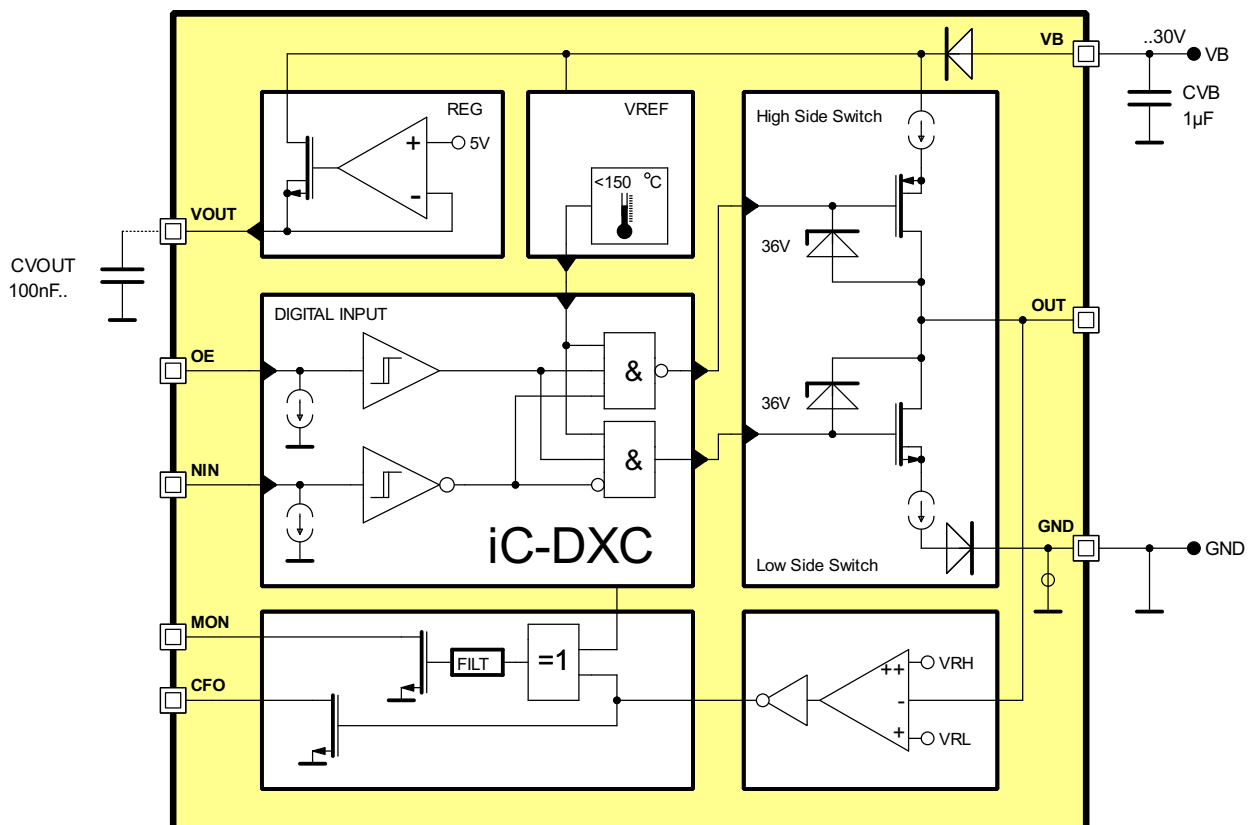 VB
..30V
VB
CVB
1µF
REG
+
5V
-
VREF
<150 °C
High Side Switch
36V
VOUT
CVOUT
100nF..
DIGITAL INPUT
OE
&
OUT
36V
NIN
&
iC-DXC
GND
GND
Low Side Switch
MON
FILT
=1
CFO
++
VRH
-
+
VRL